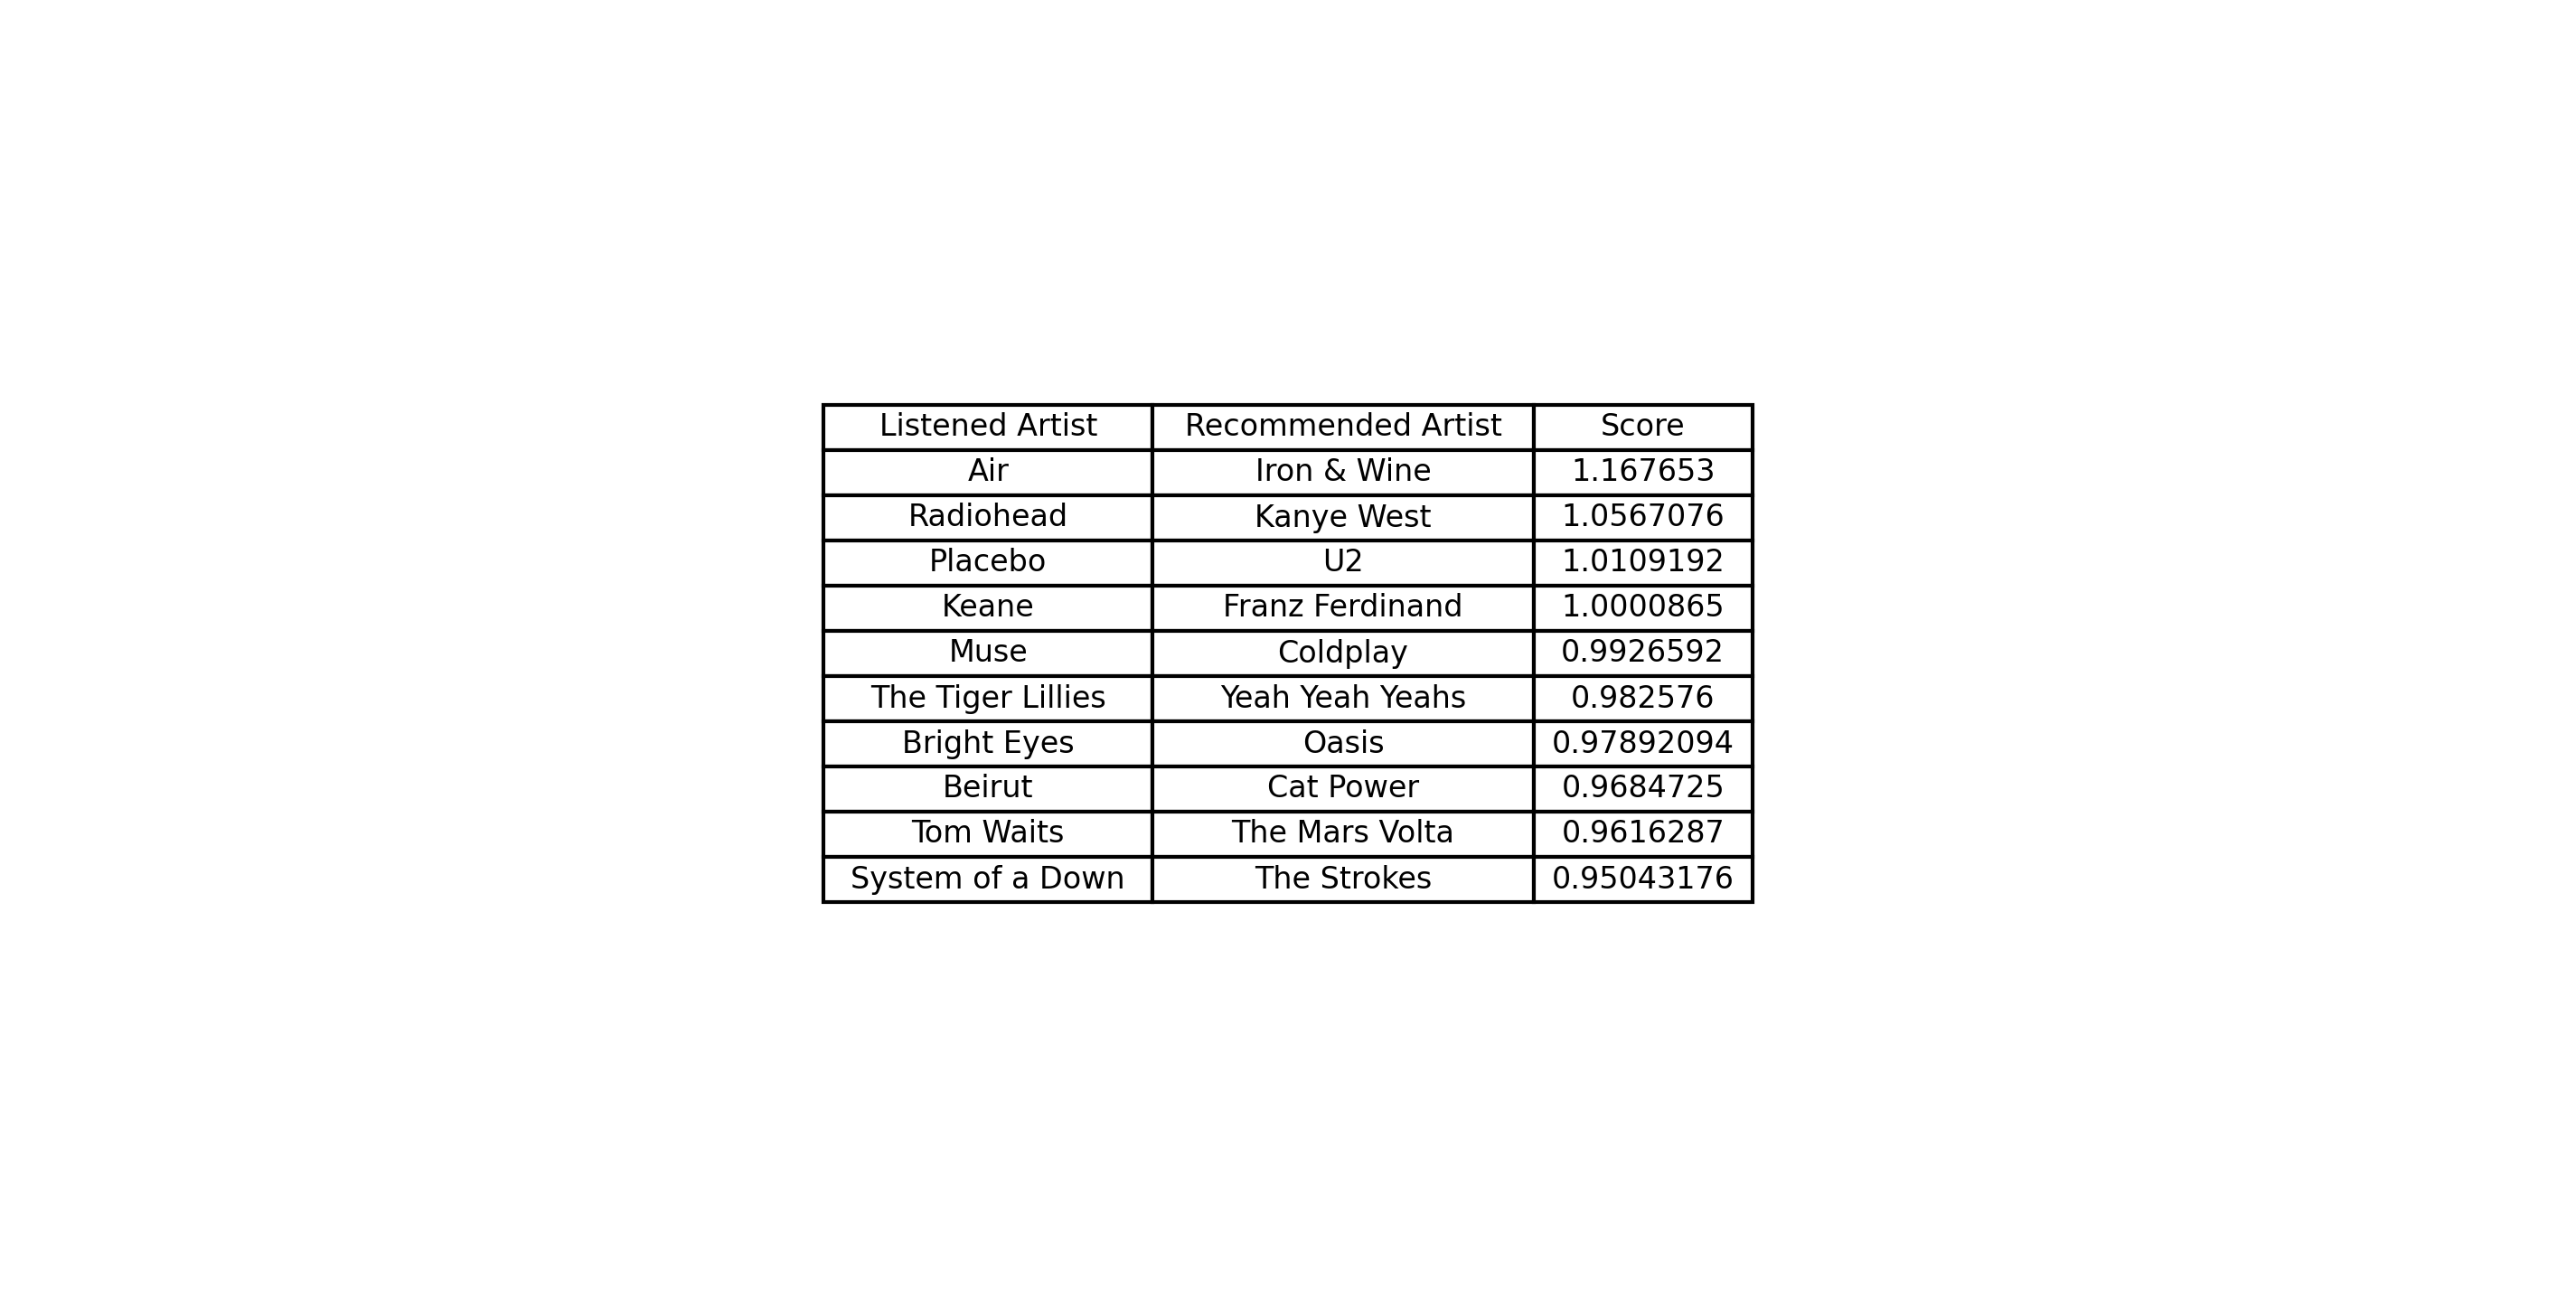 Listened Artist Recommended Artist Score
Air Iron & Wine 1.167653
Radiohead Kanye West 1.0567076
Placebo U2 1.0109192
Keane Franz Ferdinand 1.0000865
Muse Coldplay 0.9926592
The Tiger Lillies Yeah Yeah Yeahs 0.982576
Bright Eyes Oasis 0.97892094
Beirut Cat Power 0.9684725
Tom Waits The Mars Volta 0.9616287
System of a Down The Strokes 0.95043176